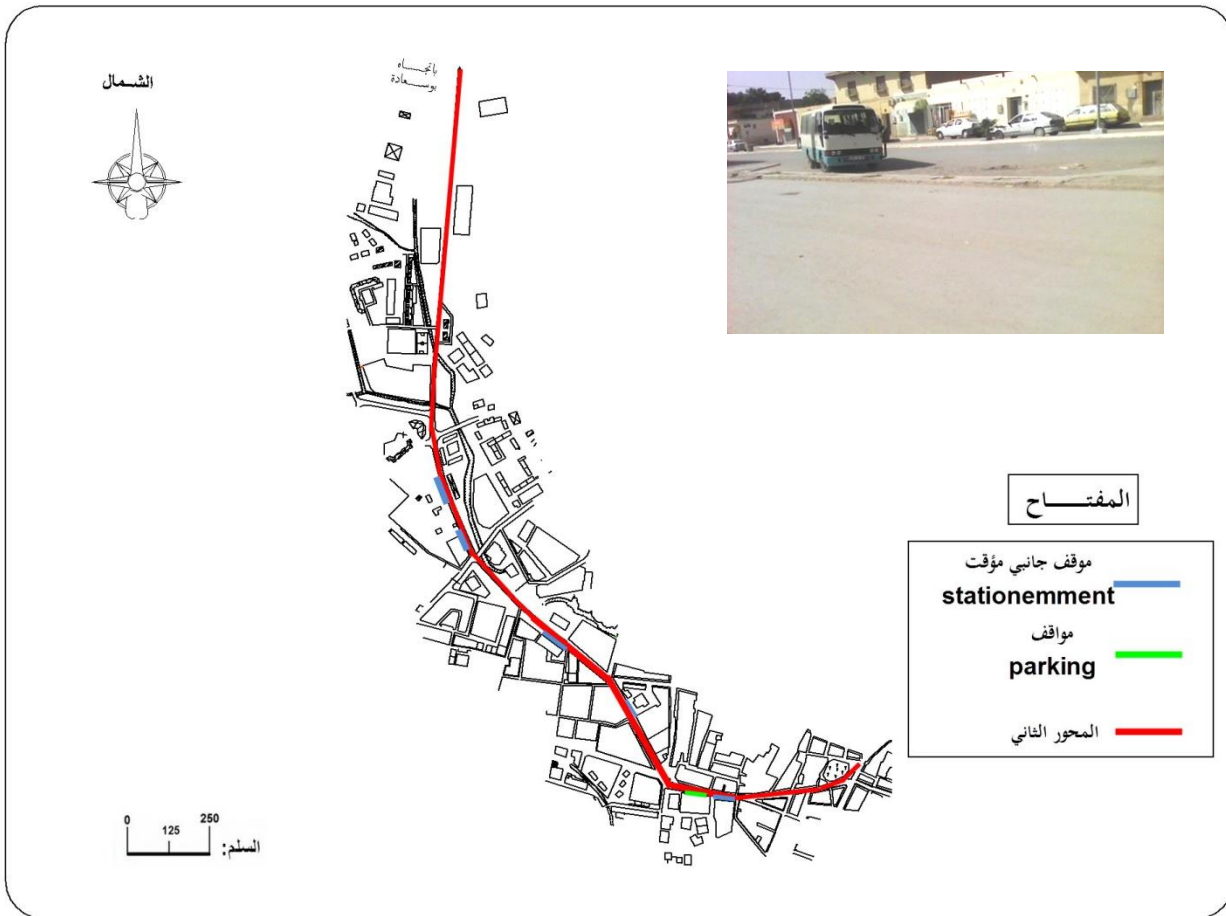 الشمال
باتجاه
بوسعادة
المفتاح
موقف جانبي مؤقت
stationemment
مواقف
parking
المحور الثاني
0 125 250
السلم: